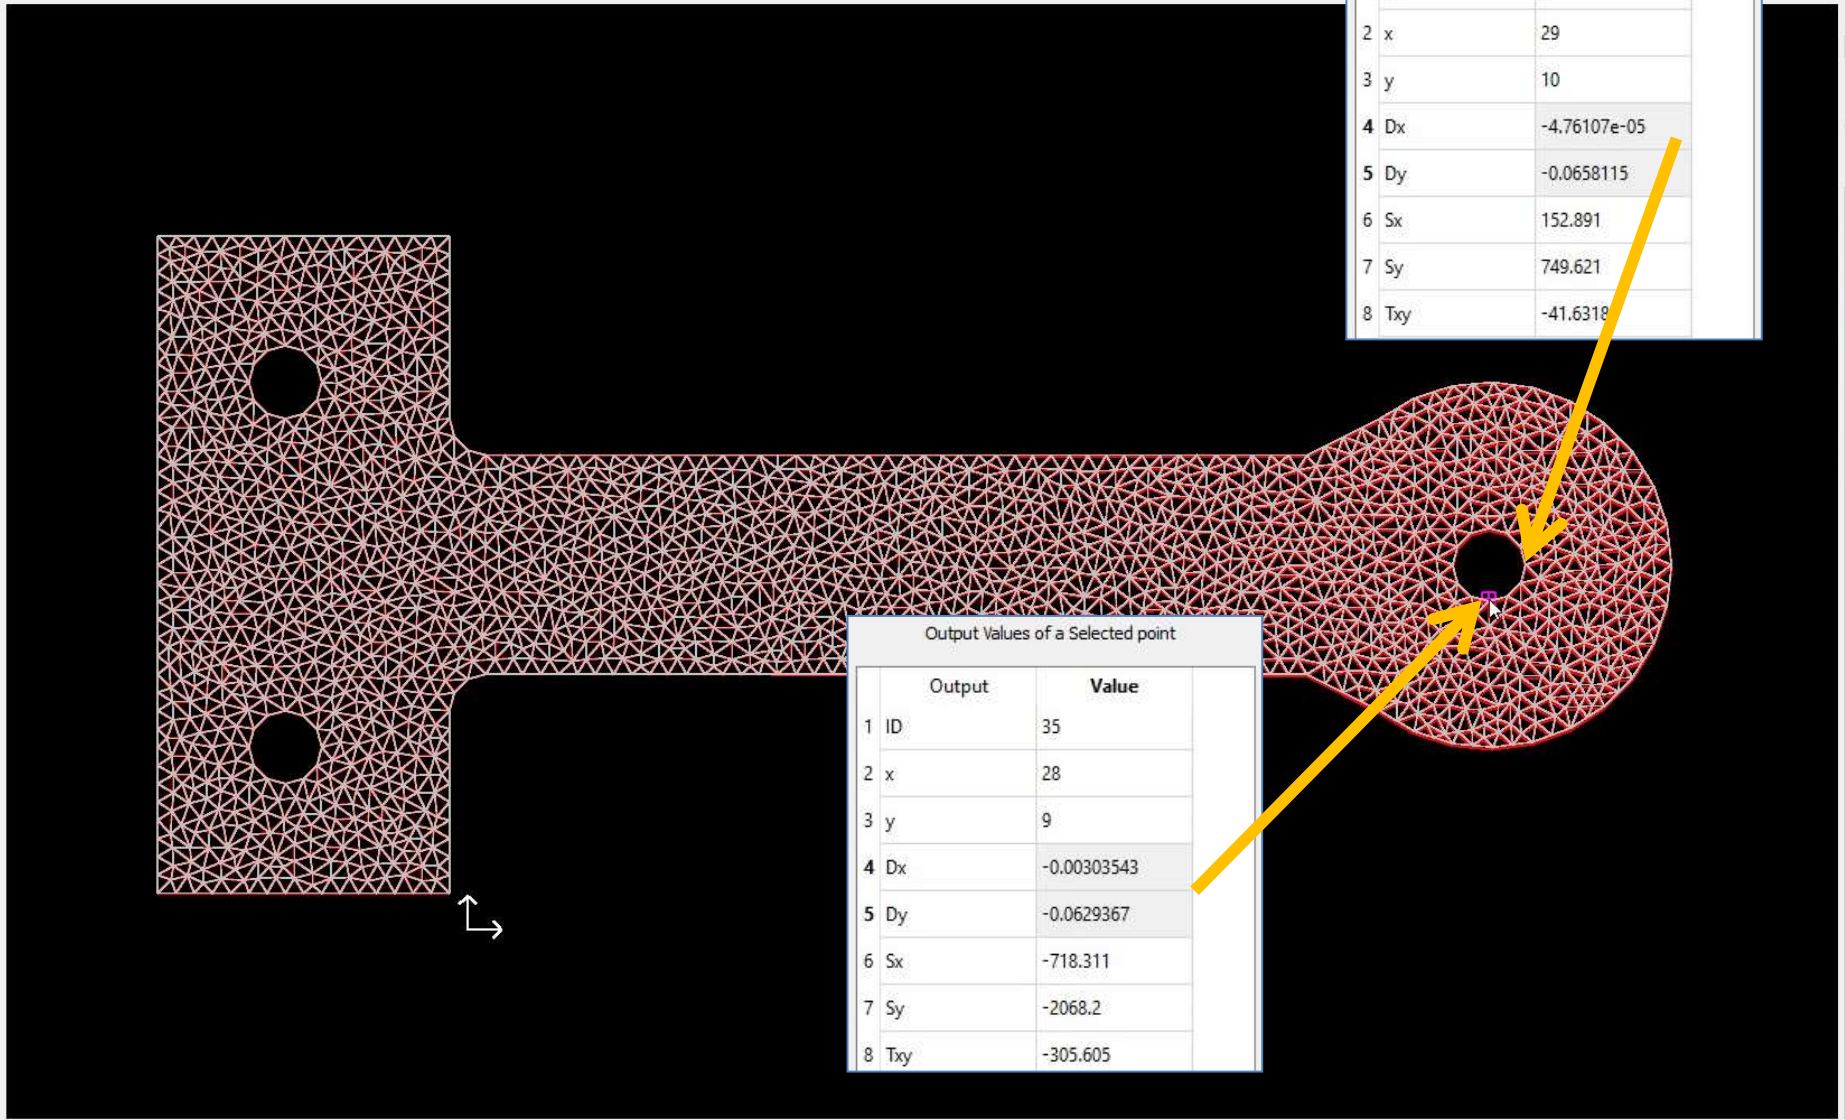 2 x 29
3 y 10
4 Dx -4.76107e-05
5 Dy -0.0658115
6 Sx 152.891
7 Sy 749.621
8 Txy -41.6318
Output Values of a Selected point
Output Value
1 ID 35
2 x 28
3 y 9
4 Dx -0.00303543
5 Dy -0.0629367
6 Sx -718.311
7 Sy -2068.2
8 Txy -305.605